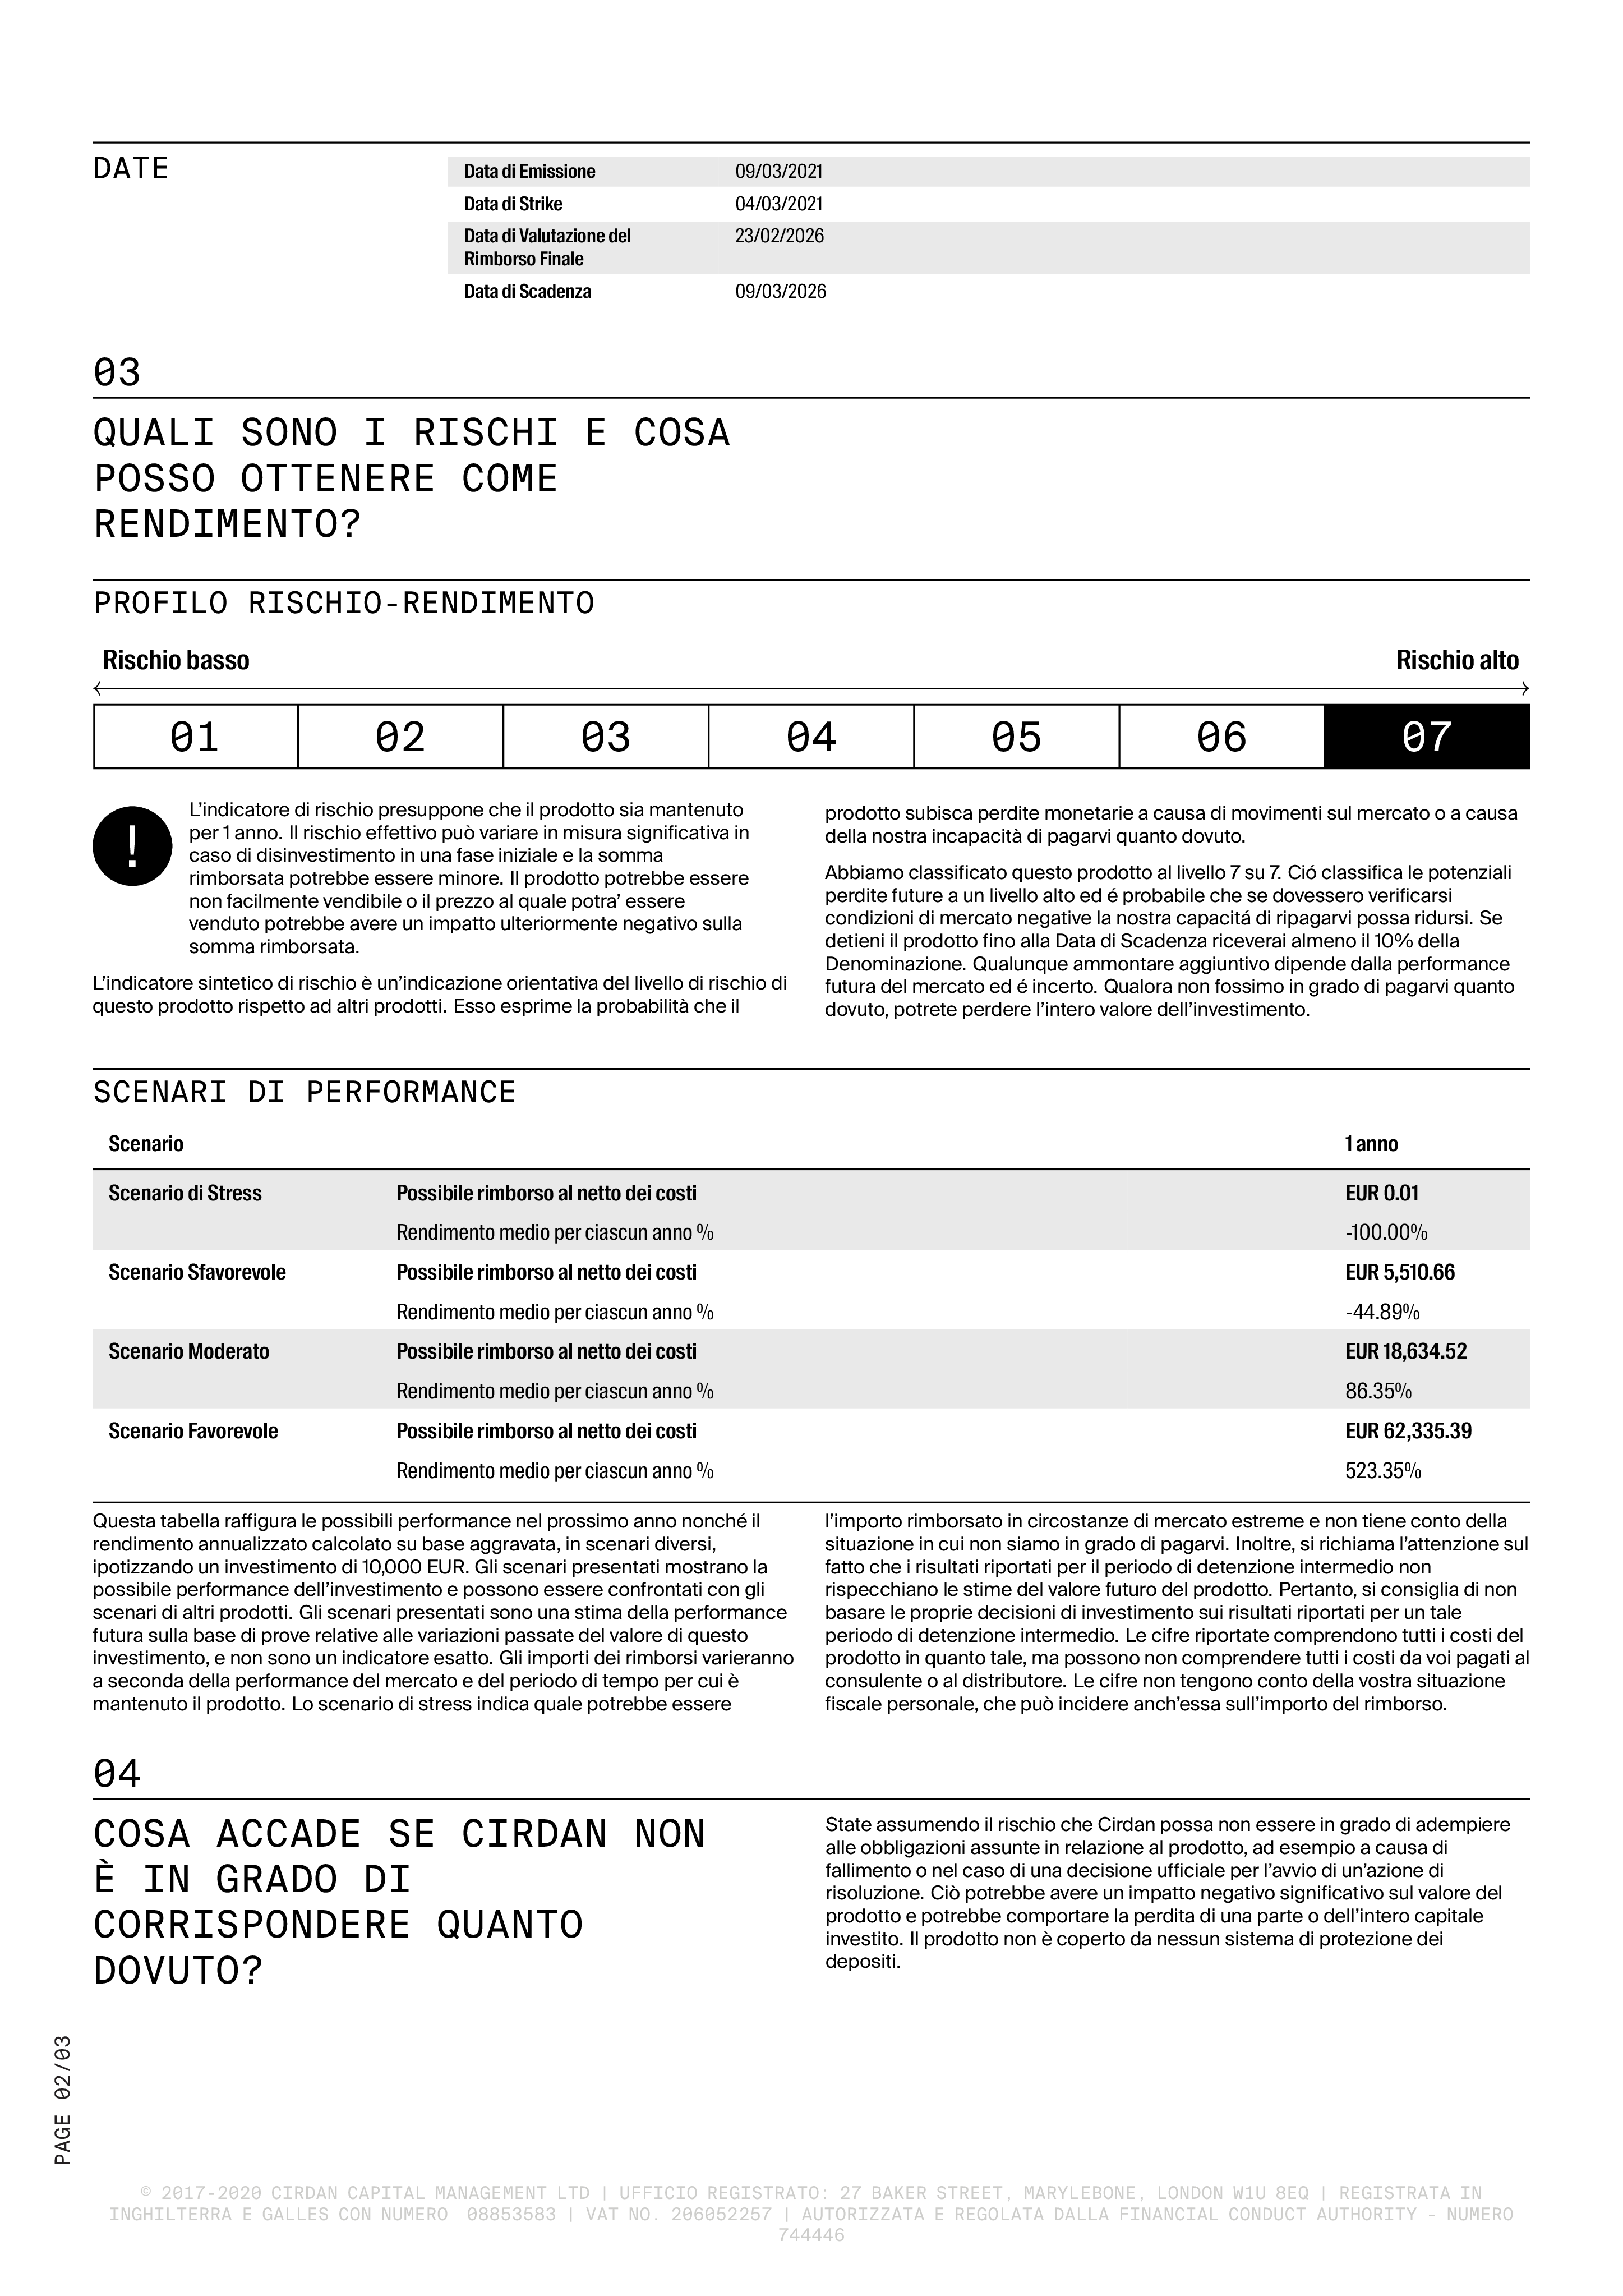 DATE
Data di Emissione 09/03/2021
Data di Strike 04/03/2021
Data di Valutazione del 23/02/2026
Rimborso Finale
Data di Scadenza 09/03/2026
03
QUALI SONO I RISCHI E COSA
POSSO OTTENERE COME
RENDIMENTO?
PROFILO RISCHIO-RENDIMENTO
Rischio basso Rischio alto
01 02 03 04 05 06 07
!
L’indicatore di rischio presuppone che il prodotto sia mantenuto
per 1 anno. Il rischio effettivo può variare in misura significativa in
caso di disinvestimento in una fase iniziale e la somma
rimborsata potrebbe essere minore. Il prodotto potrebbe essere
non facilmente vendibile o il prezzo al quale potra’ essere
venduto potrebbe avere un impatto ulteriormente negativo sulla
somma rimborsata.
L’indicatore sintetico di rischio è un’indicazione orientativa del livello di rischio di
questo prodotto rispetto ad altri prodotti. Esso esprime la probabilità che il
prodotto subisca perdite monetarie a causa di movimenti sul mercato o a causa
della nostra incapacità di pagarvi quanto dovuto.
Abbiamo classificato questo prodotto al livello 7 su 7. Ció classifica le potenziali
perdite future a un livello alto ed é probabile che se dovessero verificarsi
condizioni di mercato negative la nostra capacitá di ripagarvi possa ridursi. Se
detieni il prodotto fino alla Data di Scadenza riceverai almeno il 10% della
Denominazione. Qualunque ammontare aggiuntivo dipende dalla performance
futura del mercato ed é incerto. Qualora non fossimo in grado di pagarvi quanto
dovuto, potrete perdere l’intero valore dell’investimento.
SCENARI DI PERFORMANCE
Scenario 1 anno
Scenario di Stress Possibile rimborso al netto dei costi EUR 0.01
Rendimento medio per ciascun anno % -100.00%
Scenario Sfavorevole Possibile rimborso al netto dei costi EUR 5,510.66
Rendimento medio per ciascun anno % -44.89%
Scenario Moderato Possibile rimborso al netto dei costi EUR 18,634.52
Rendimento medio per ciascun anno % 86.35%
Scenario Favorevole Possibile rimborso al netto dei costi EUR 62,335.39
Rendimento medio per ciascun anno % 523.35%
Questa tabella raffigura le possibili performance nel prossimo anno nonché il
rendimento annualizzato calcolato su base aggravata, in scenari diversi,
ipotizzando un investimento di 10,000 EUR. Gli scenari presentati mostrano la
possibile performance dell’investimento e possono essere confrontati con gli
scenari di altri prodotti. Gli scenari presentati sono una stima della performance
futura sulla base di prove relative alle variazioni passate del valore di questo
investimento, e non sono un indicatore esatto. Gli importi dei rimborsi varieranno
a seconda della performance del mercato e del periodo di tempo per cui è
mantenuto il prodotto. Lo scenario di stress indica quale potrebbe essere
l’importo rimborsato in circostanze di mercato estreme e non tiene conto della
situazione in cui non siamo in grado di pagarvi. Inoltre, si richiama l’attenzione sul
fatto che i risultati riportati per il periodo di detenzione intermedio non
rispecchiano le stime del valore futuro del prodotto. Pertanto, si consiglia di non
basare le proprie decisioni di investimento sui risultati riportati per un tale
periodo di detenzione intermedio. Le cifre riportate comprendono tutti i costi del
prodotto in quanto tale, ma possono non comprendere tutti i costi da voi pagati al
consulente o al distributore. Le cifre non tengono conto della vostra situazione
fiscale personale, che può incidere anch’essa sull’importo del rimborso.
04
COSA ACCADE SE CIRDAN NON
È IN GRADO DI
CORRISPONDERE QUANTO
DOVUTO?
State assumendo il rischio che Cirdan possa non essere in grado di adempiere
alle obbligazioni assunte in relazione al prodotto, ad esempio a causa di
fallimento o nel caso di una decisione ufficiale per l’avvio di un’azione di
risoluzione. Ciò potrebbe avere un impatto negativo significativo sul valore del
prodotto e potrebbe comportare la perdita di una parte o dell’intero capitale
investito. Il prodotto non è coperto da nessun sistema di protezione dei
depositi.
PAGE 02/03
© 2017-2020 CIRDAN CAPITAL MANAGEMENT LTD | UFFICIO REGISTRATO: 27 BAKER STREET, MARYLEBONE, LONDON W1U 8EQ | REGISTRATA IN
INGHILTERRA E GALLES CON NUMERO 08853583 | VAT NO. 206052257 | AUTORIZZATA E REGOLATA DALLA FINANCIAL CONDUCT AUTHORITY - NUMERO
744446